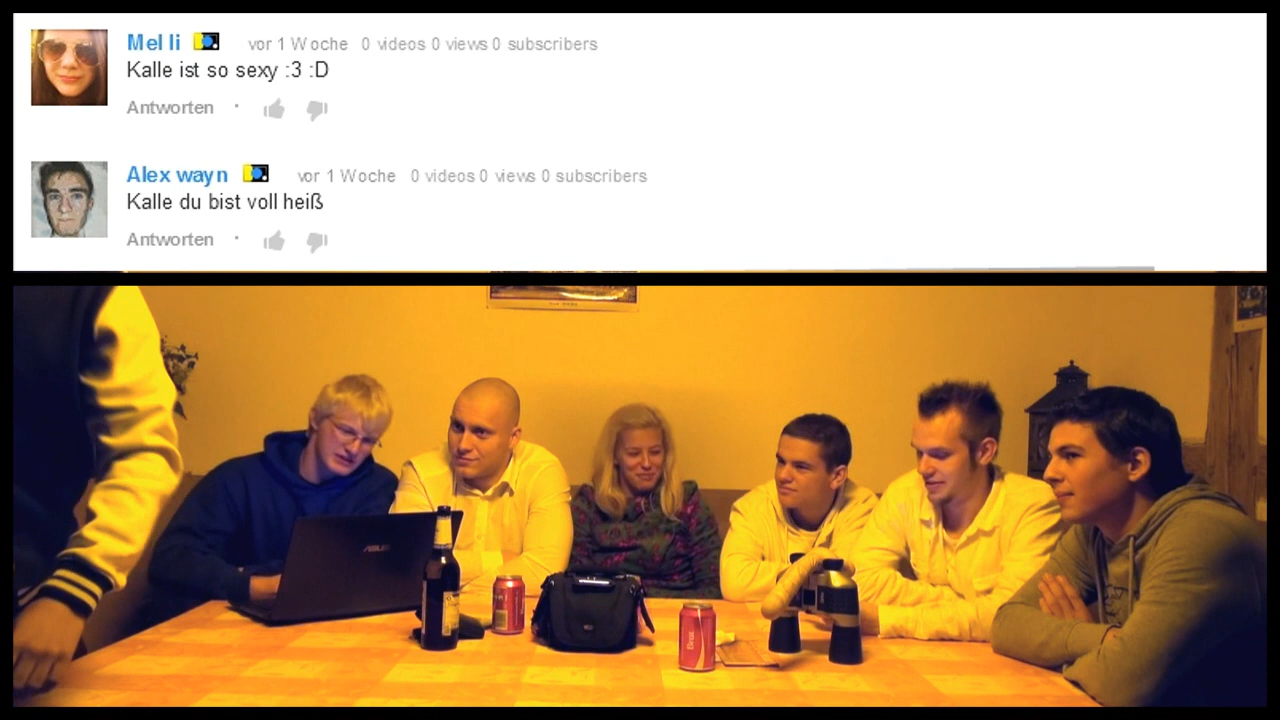 Mel li vor 1 Woche 0 videos 0 views 0 subscribers
Kalle ist so sexy :3 :D
Antworten •
Alex wayn vor 1 Woche 0 videos 0 views 0 subscribers
Kalle du bist voll heiß
Antworten •
ASUS